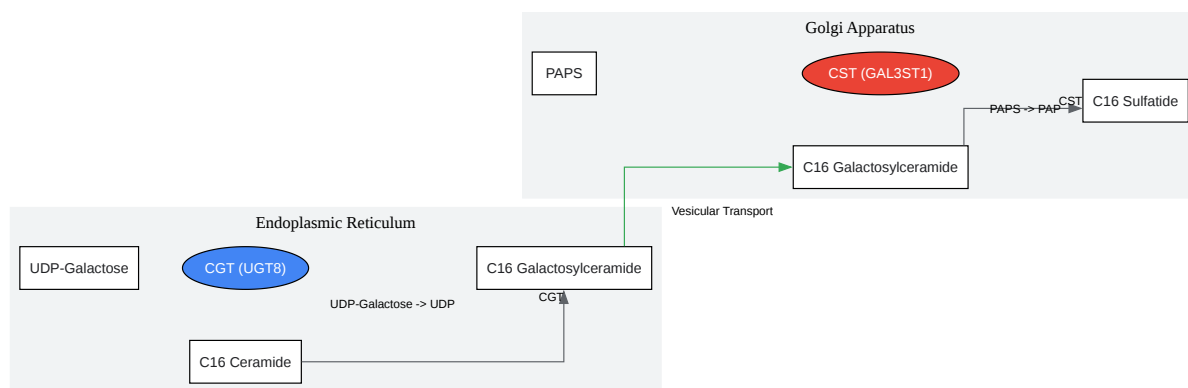 Golgi Apparatus
PAPS
CST (GAL3ST1)
C16 Sulfatide
CST
PAPS -> PAP
C16 Galactosylceramide
Vesicular Transport
Endoplasmic Reticulum
UDP-Galactose
CGT (UGT8)
C16 Galactosylceramide
CGT
UDP-Galactose -> UDP
C16 Ceramide